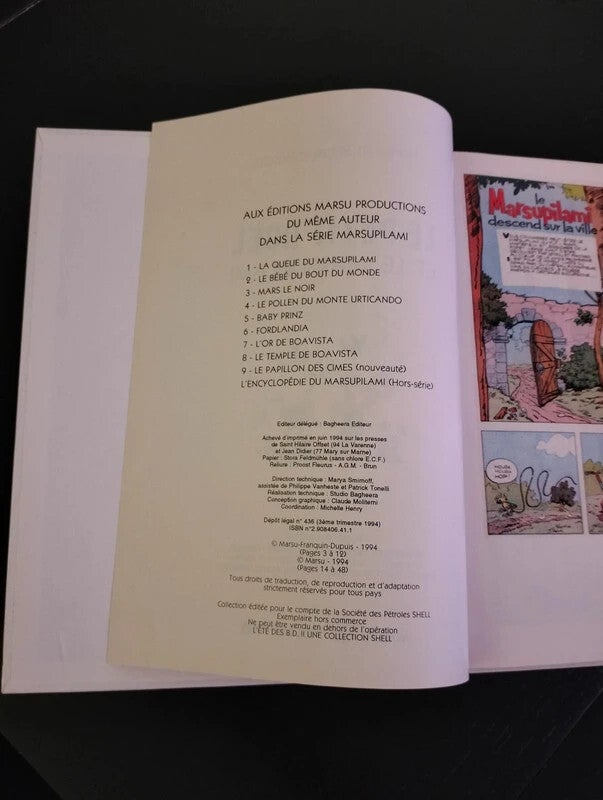 AUX ÉDITIONS MARSU PRODUCTIONS
DU MÊME AUTEUR
DANS LA SÉRIE MARSUPILAMI
1 - LA QUEUE DU MARSUPILAMI
2 - LE BÉBÉ DU BOUT DU MONDE
3 - MARS LE NOIR
4 - LE POLLEN DU MONTE URTICANDO
5 - BABY PRINZ
6 - FORDLANDIA
7 - L'OR DE BOAVISTA
8 - LE TEMPLE DE BOAVISTA
9 - LE PAPILLON DES CIMES (nouveauté)
L'ENCYCLOPÉDIE DU MARSUPILAMI (Hors-série)
Editeur délégué : Bagheera Editeur
Achevé d'imprimé en juin 1994 sur les presses
de Saint Hilaire Offset (94 La Varenne)
et Jean Didier (77 Mary sur Marne)
Papier : Stora Feldmühle (sans chlore E.C.F.)
Reliure : Proost Fleurus - A.G.M. - Brun
Direction technique : Marya Smirnoff,
assistée de Philippe Vanheste et Patrick Tonelli
Réalisation technique : Studio Bagheera
Conception graphique : Claude Moliterni
Coordination : Michelle Henry
Dépôt légal n° 436 (3ème trimestre 1994)
ISBN n°2.908406.41.1
© Marsu-Franquin-Dupuis - 1994
(Pages 3 à 12)
© Marsu - 1994
(Pages 14 à 48)
Tous droits de traduction, de reproduction et d'adaptation
strictement réservés pour tous pays
Collection éditée pour le compte de la Société des Pétroles SHELL
Exemplaire hors commerce
Ne peut être vendu en dehors de l'opération
L'ÉTÉ DES B.D. II UNE COLLECTION SHELL
le
Marsupilami
descend sur la ville
HOUBA
HOUBA
HOP!